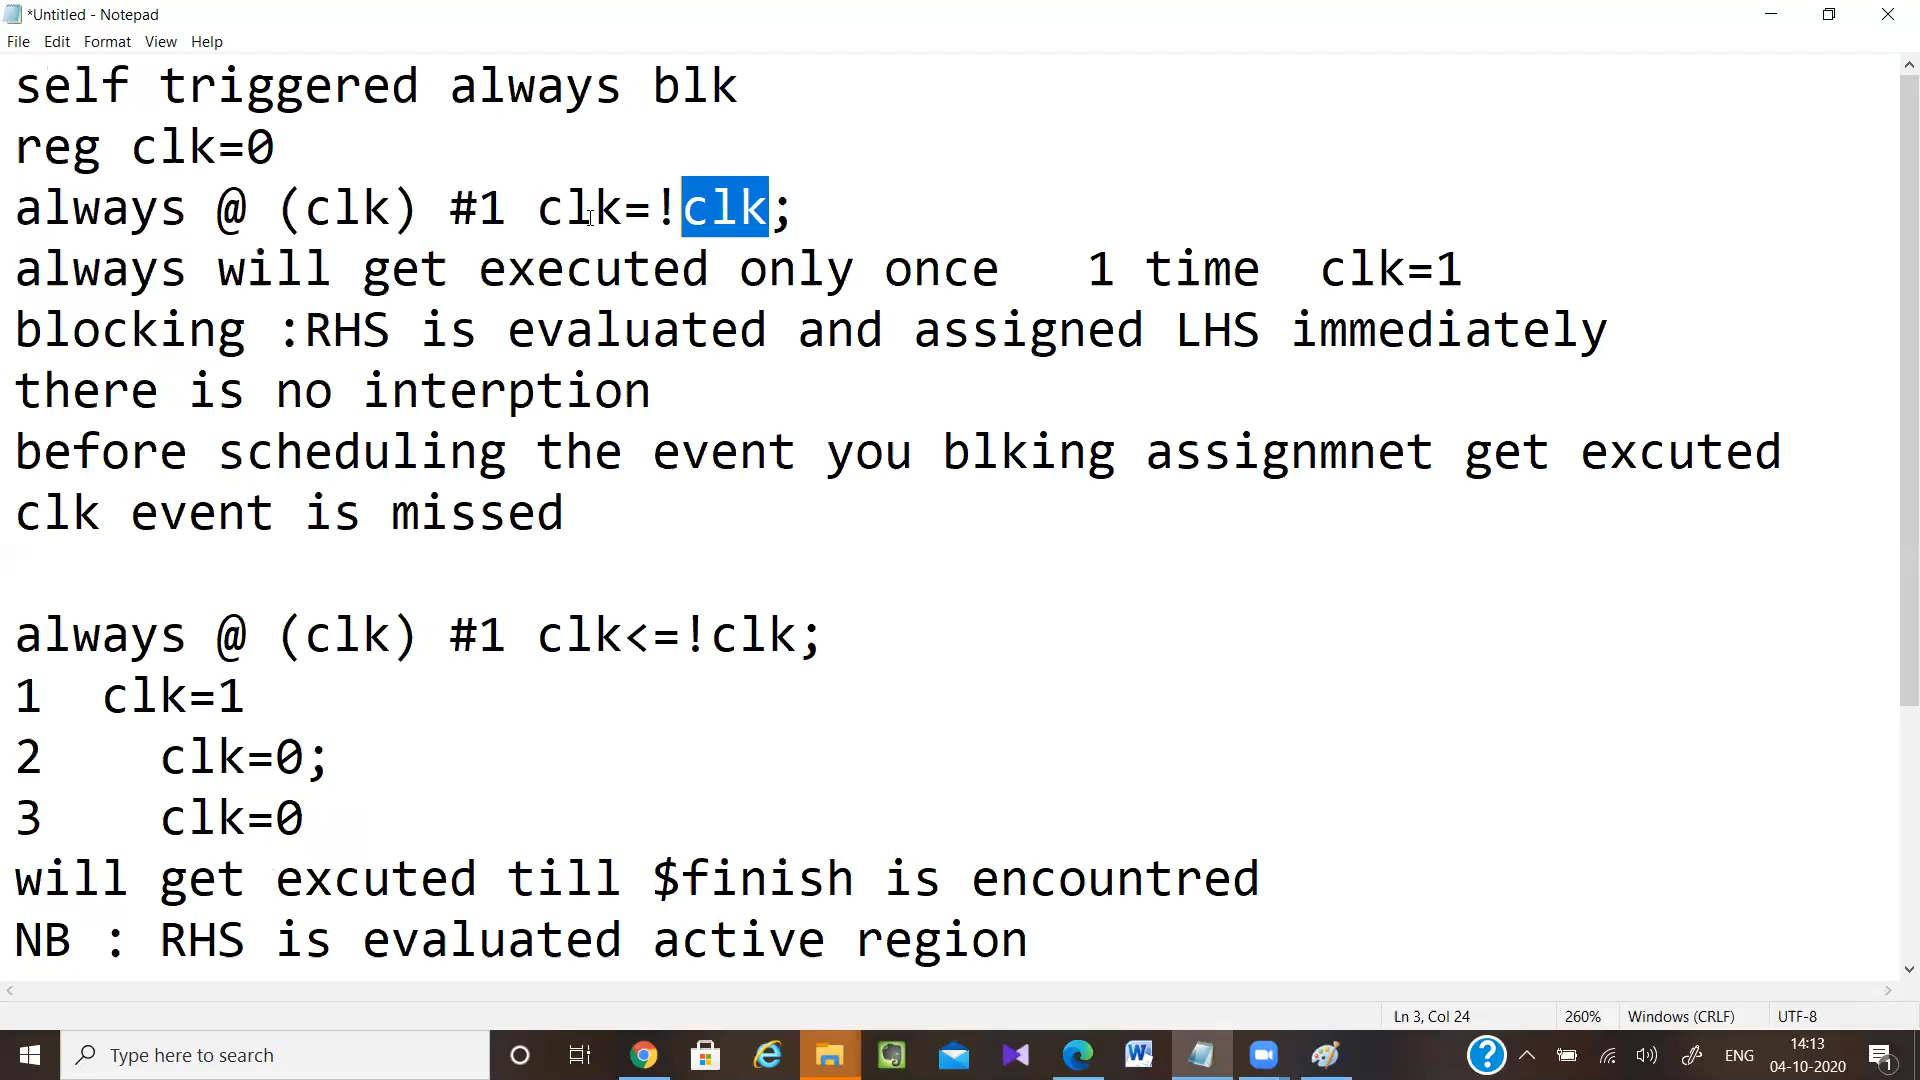 *Untitled - Notepad
File Edit Format View Help
self triggered always blk
reg clk=0
always @ (clk) #1 clk=!clk;
always will get executed only once   1 time  clk=1
blocking :RHS is evaluated and assigned LHS immediately
there is no interption
before scheduling the event you blking assignmnet get excuted
clk event is missed
always @ (clk) #1 clk<=!clk;
1  clk=1
2    clk=0;
3    clk=0
will get excuted till $finish is encountred
NB : RHS is evaluated active region
Ln 3, Col 24 260% Windows (CRLF) UTF-8
Type here to search
ENG
14:13
04-10-2020
1